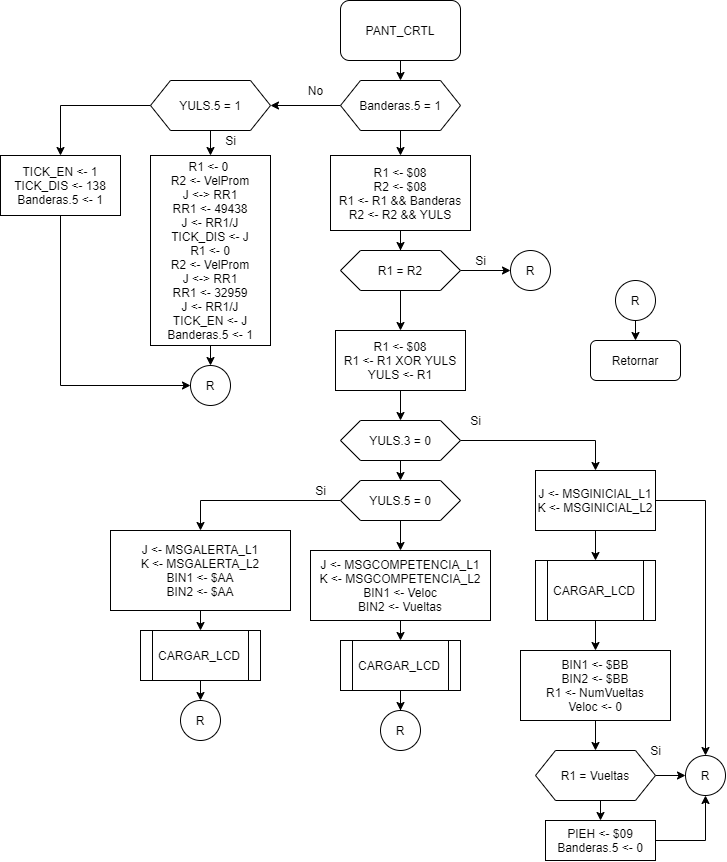 PANT_CRTL
Banderas.5 = 1
No
YULS.5 = 1
Si
TICK_EN <- 1
TICK_DIS <- 138
Banderas.5 <- 1
R1 <- 0
R2 <- VelProm
J <-> RR1
RR1 <- 49438
J <- RR1/J
TICK_DIS <- J
R1 <- 0
R2 <- VelProm
J <-> RR1
RR1 <- 32959
J <- RR1/J
TICK_EN <- J
Banderas.5 <- 1
R
R1 <- $08
R2 <- $08
R1 <- R1 && Banderas
R2 <- R2 && YULS
R1 = R2
Si
R
R
Retornar
R1 <- $08
R1 <- R1 XOR YULS
YULS <- R1
YULS.3 = 0
Si
YULS.5 = 0
Si
J <- MSGINICIAL_L1
K <- MSGINICIAL_L2
J <- MSGALERTA_L1
K <- MSGALERTA_L2
BIN1 <- $AA
BIN2 <- $AA
J <- MSGCOMPETENCIA_L1
K <- MSGCOMPETENCIA_L2
BIN1 <- Veloc
BIN2 <- Vueltas
CARGAR_LCD
CARGAR_LCD
CARGAR_LCD
R
R
BIN1 <- $BB
BIN2 <- $BB
R1 <- NumVueltas
Veloc <- 0
R1 = Vueltas
Si
R
PIEH <- $09
Banderas.5 <- 0